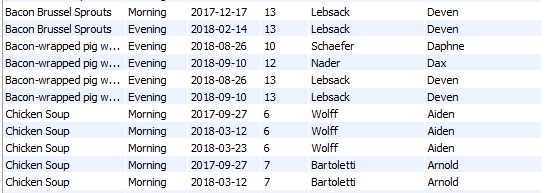 Bacon Brussel Sprouts Morning 2017-12-17 13 Lebsack Deven
Bacon Brussel Sprouts Evening 2018-02-14 13 Lebsack Deven
Bacon-wrapped pig w... Evening 2018-08-26 10 Schaefer Daphne
Bacon-wrapped pig w... Evening 2018-09-10 12 Nader Dax
Bacon-wrapped pig w... Evening 2018-08-26 13 Lebsack Deven
Bacon-wrapped pig w... Evening 2018-09-10 13 Lebsack Deven
Chicken Soup Morning 2017-09-27 6 Wolff Aiden
Chicken Soup Morning 2018-03-12 6 Wolff Aiden
Chicken Soup Morning 2018-03-23 6 Wolff Aiden
Chicken Soup Morning 2017-09-27 7 Bartoletti Arnold
Chicken Soup Morning 2018-03-12 7 Bartoletti Arnold